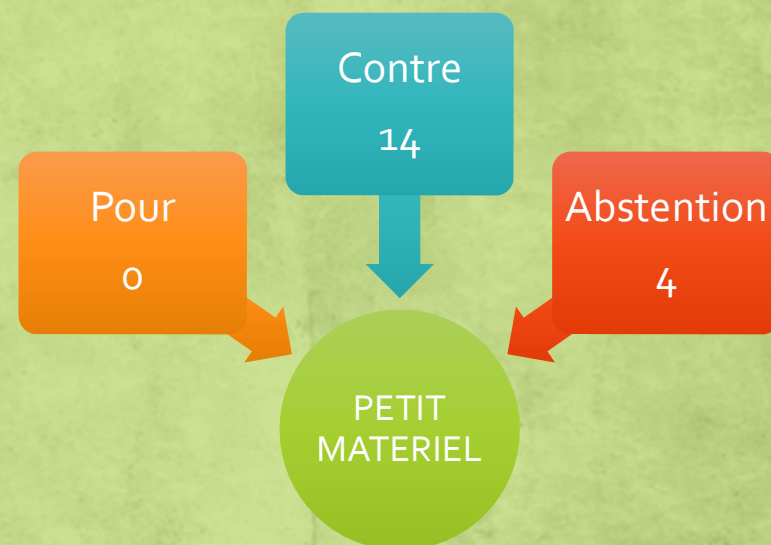 Contre
14
Pour
0
Abstention
4
PETIT
MATERIEL